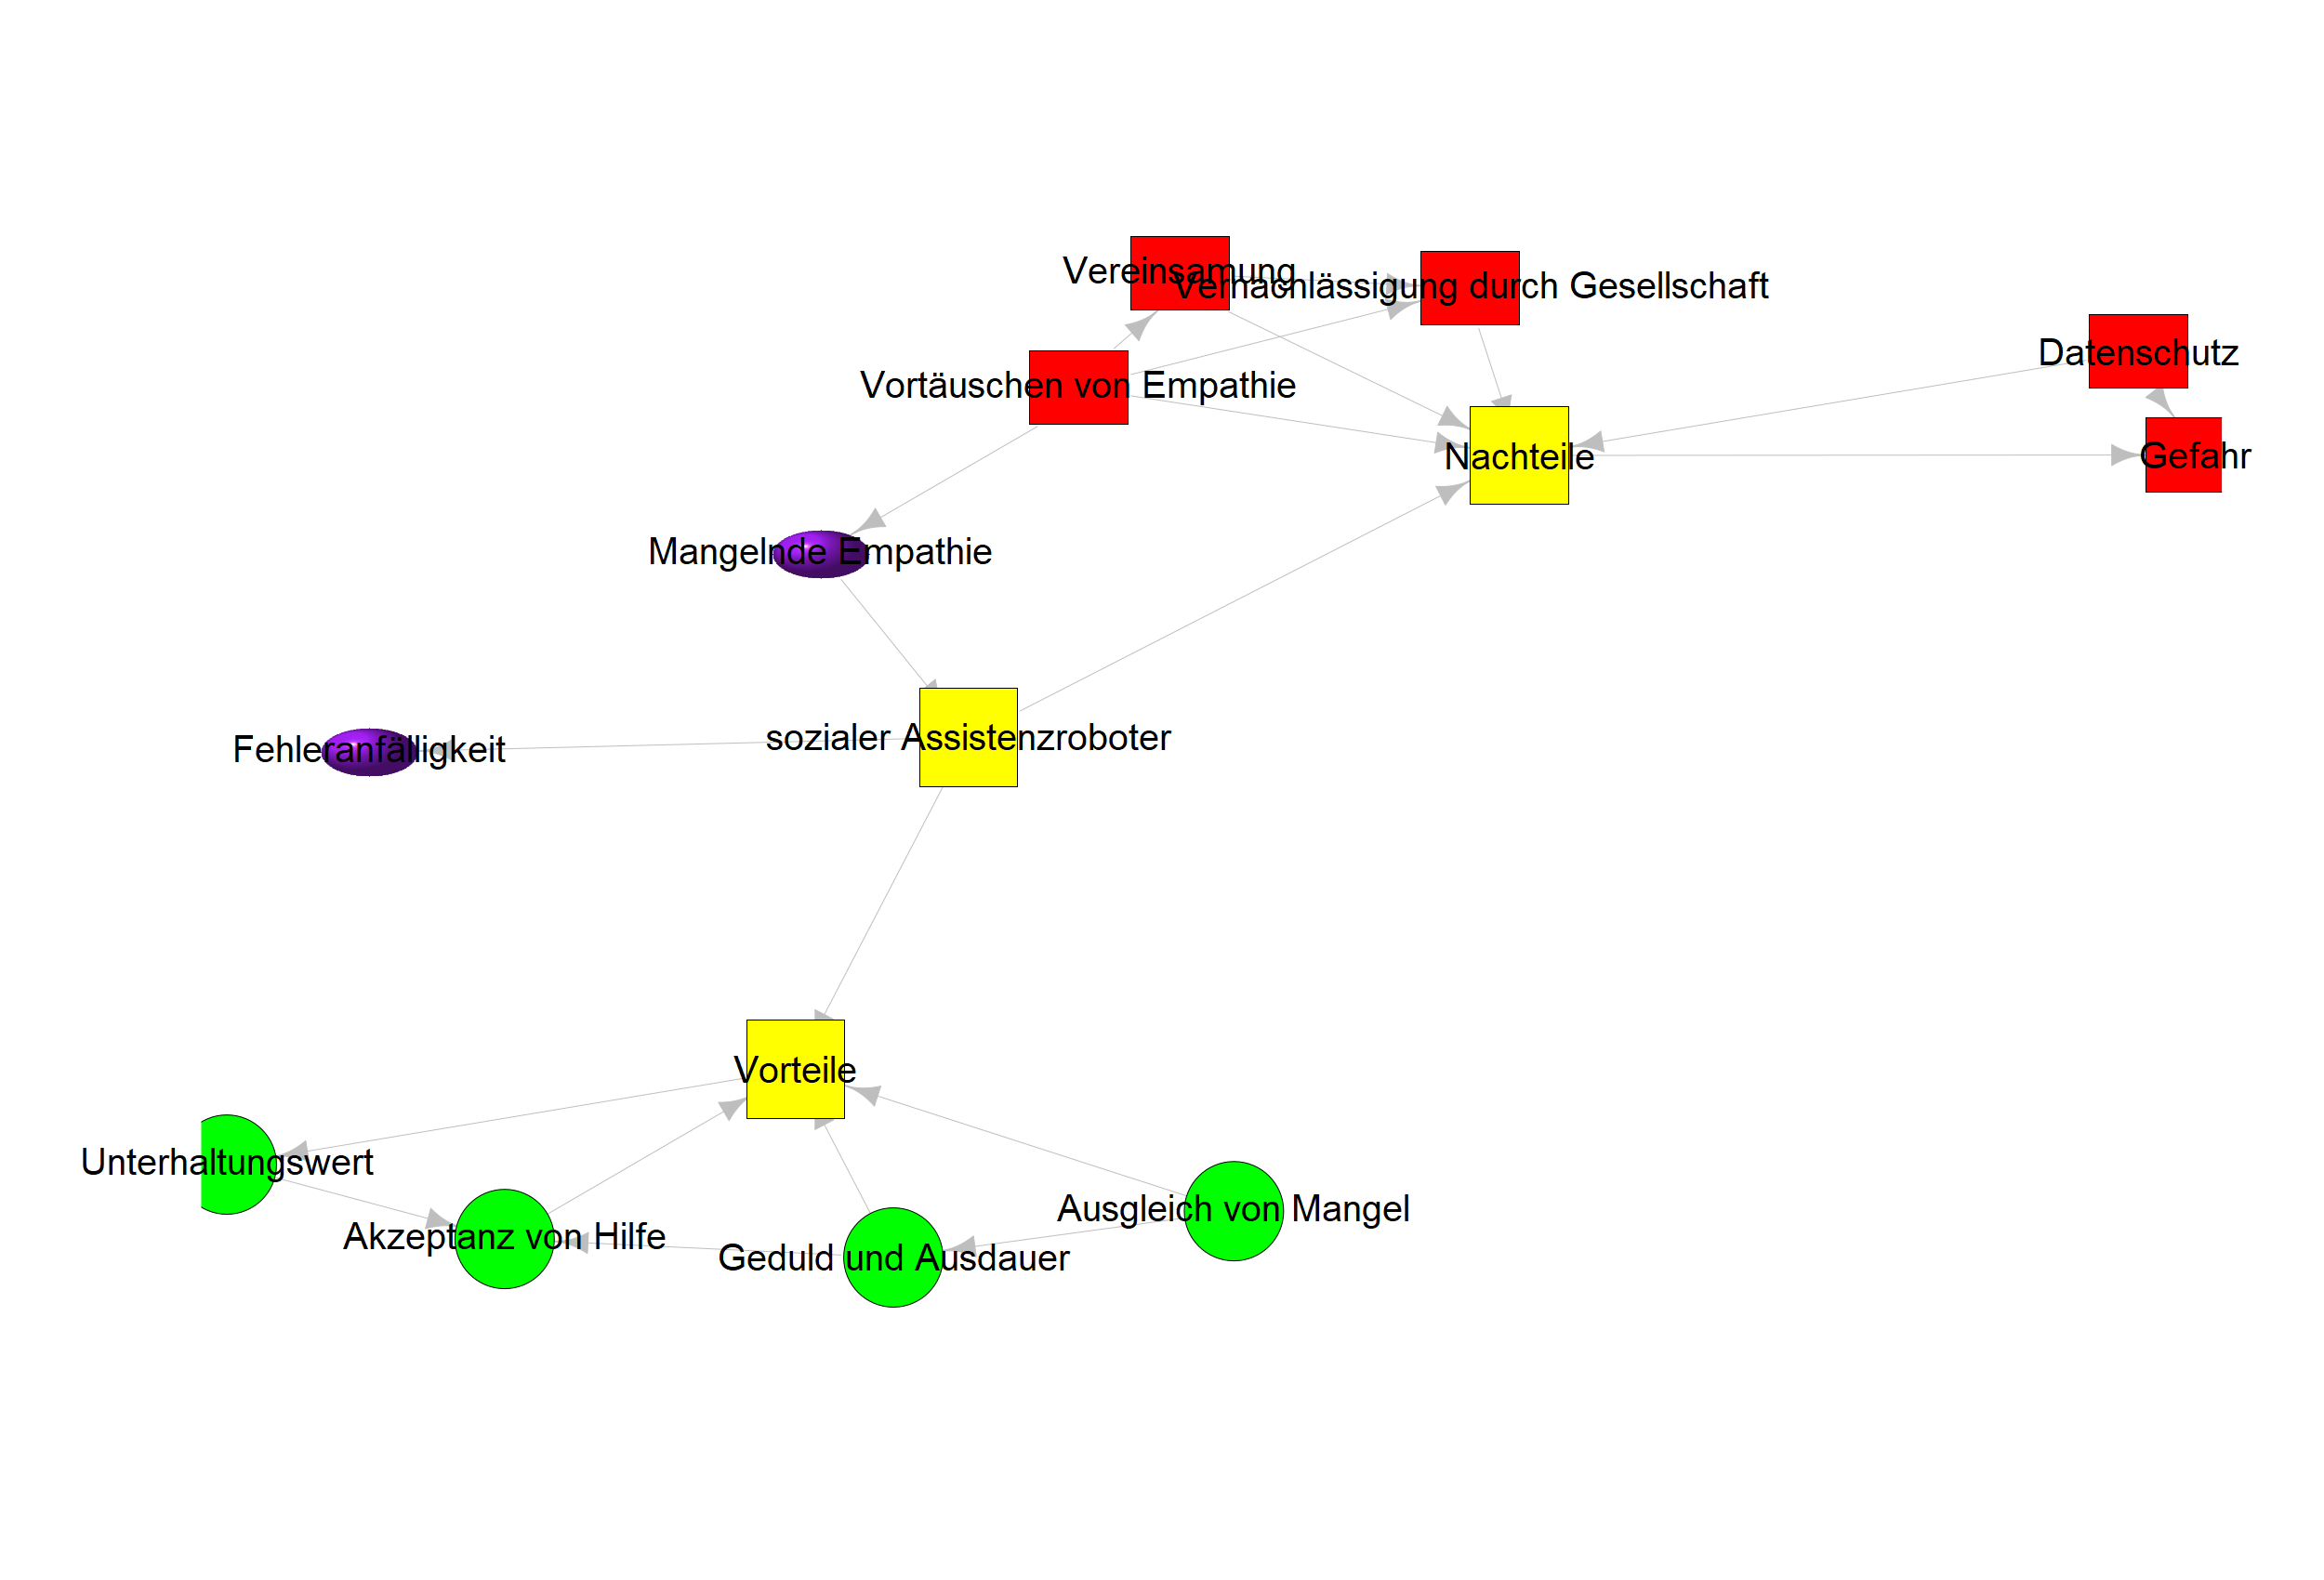 Vereinsamung
Vernachlässigung durch Gesellschaft
Datenschutz
Vortäuschen von Empathie
Nachteile
Gefahr
Mangelnde Empathie
sozialer Assistenzroboter
Fehleranfälligkeit
Vorteile
Unterhaltungswert
Ausgleich von Mangel
Akzeptanz von Hilfe
Geduld und Ausdauer